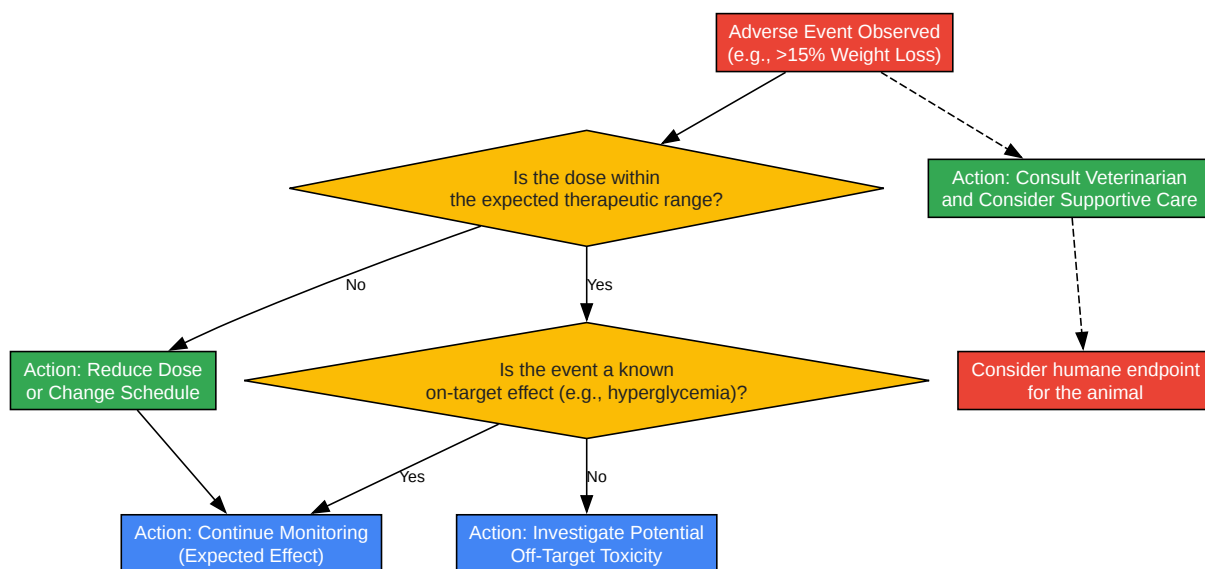 Adverse Event Observed
(e.g., >15% Weight Loss)
Is the dose within
the expected therapeutic range?
Action: Consult Veterinarian
and Consider Supportive Care
No
Yes
Action: Reduce Dose
or Change Schedule
Is the event a known
on-target effect (e.g., hyperglycemia)?
Consider humane endpoint
for the animal
Yes
No
Action: Continue Monitoring
(Expected Effect)
Action: Investigate Potential
Off-Target Toxicity